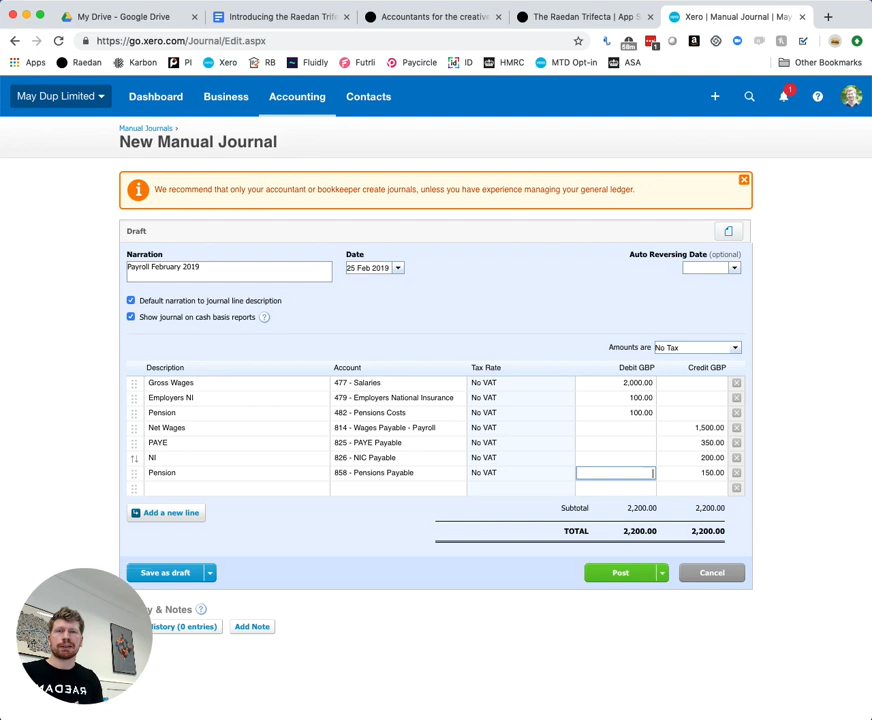 My Drive - Google Drive
Introducing the Raedan Trife
Accountants for the creative
The Raedan Trifecta | App S
Xero | Manual Journal | May
https://go.xero.com/Journal/Edit.aspx
58m
1
Apps
Raedan
Karbon
PI
Xero
RB
Fluidly
Futrli
Paycircle
ID
HMRC
MTD Opt-in
ASA
Other Bookmarks
May Dup Limited
Dashboard
Business
Accounting
Contacts
1
Manual Journals ›
New Manual Journal
We recommend that only your accountant or bookkeeper create journals, unless you have experience managing your general ledger.
Draft
Narration
Date
Auto Reversing Date (optional)
Payroll February 2019
25 Feb 2019
Default narration to journal line description
Show journal on cash basis reports ?
Amounts are No Tax
Description Account Tax Rate Debit GBP Credit GBP
Gross Wages 477 - Salaries No VAT 2,000.00
Employers NI 479 - Employers National Insurance No VAT 100.00
Pension 482 - Pensions Costs No VAT 100.00
Net Wages 814 - Wages Payable - Payroll No VAT 1,500.00
PAYE 825 - PAYE Payable No VAT 350.00
NI 826 - NIC Payable No VAT 200.00
Pension 858 - Pensions Payable No VAT 150.00
Add a new line
Subtotal 2,200.00 2,200.00
TOTAL 2,200.00 2,200.00
Save as draft
Post
Cancel
y & Notes ?
History (0 entries)
Add Note
RAEDAN